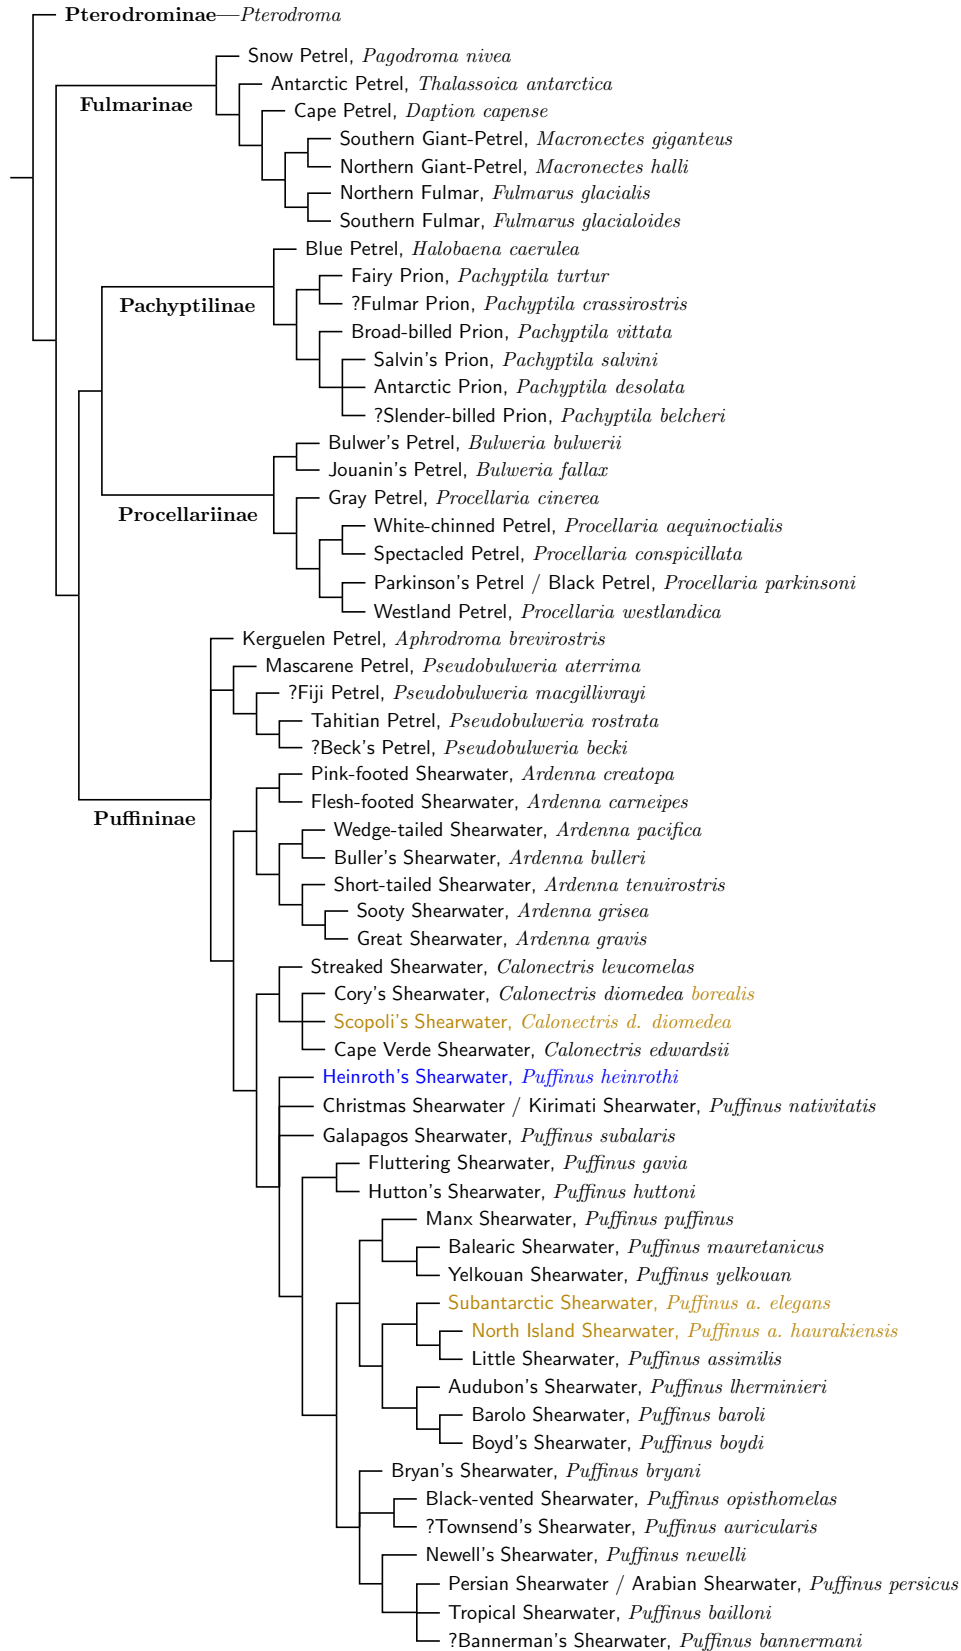 Pterodrominae—Pterodroma
Snow Petrel, Pagodroma nivea
Antarctic Petrel, Thalassoica antarctica
Fulmarinae
Cape Petrel, Daption capense
Southern Giant-Petrel, Macronectes giganteus
Northern Giant-Petrel, Macronectes halli
Northern Fulmar, Fulmarus glacialis
Southern Fulmar, Fulmarus glacialoides
Blue Petrel, Halobaena caerulea
Fairy Prion, Pachyptila turtur
Pachyptilinae
?Fulmar Prion, Pachyptila crassirostris
Broad-billed Prion, Pachyptila vittata
Salvin's Prion, Pachyptila salvini
Antarctic Prion, Pachyptila desolata
?Slender-billed Prion, Pachyptila belcheri
Bulwer's Petrel, Bulweria bulwerii
Jouanin's Petrel, Bulweria fallax
Gray Petrel, Procellaria cinerea
Procellariinae
White-chinned Petrel, Procellaria aequinoctialis
Spectacled Petrel, Procellaria conspicillata
Parkinson's Petrel / Black Petrel, Procellaria parkinsoni
Westland Petrel, Procellaria westlandica
Kerguelen Petrel, Aphrodroma brevirostris
Mascarene Petrel, Pseudobulweria aterrima
?Fiji Petrel, Pseudobulweria macgillivrayi
Tahitian Petrel, Pseudobulweria rostrata
?Beck's Petrel, Pseudobulweria becki
Pink-footed Shearwater, Ardenna creatopa
Flesh-footed Shearwater, Ardenna carneipes
Puffininae
Wedge-tailed Shearwater, Ardenna pacifica
Buller's Shearwater, Ardenna bulleri
Short-tailed Shearwater, Ardenna tenuirostris
Sooty Shearwater, Ardenna grisea
Great Shearwater, Ardenna gravis
Streaked Shearwater, Calonectris leucomelas
Cory's Shearwater, Calonectris diomedea borealis
Scopoli's Shearwater, Calonectris d. diomedea
Cape Verde Shearwater, Calonectris edwardsii
Heinroth's Shearwater, Puffinus heinrothi
Christmas Shearwater / Kirimati Shearwater, Puffinus nativitatis
Galapagos Shearwater, Puffinus subalaris
Fluttering Shearwater, Puffinus gavia
Hutton's Shearwater, Puffinus huttoni
Manx Shearwater, Puffinus puffinus
Balearic Shearwater, Puffinus mauretanicus
Yelkouan Shearwater, Puffinus yelkouan
Subantarctic Shearwater, Puffinus a. elegans
North Island Shearwater, Puffinus a. haurakiensis
Little Shearwater, Puffinus assimilis
Audubon's Shearwater, Puffinus lherminieri
Barolo Shearwater, Puffinus baroli
Boyd's Shearwater, Puffinus boydi
Bryan's Shearwater, Puffinus bryani
Black-vented Shearwater, Puffinus opisthomelas
?Townsend's Shearwater, Puffinus auricularis
Newell's Shearwater, Puffinus newelli
Persian Shearwater / Arabian Shearwater, Puffinus persicus
Tropical Shearwater, Puffinus bailloni
?Bannerman's Shearwater, Puffinus bannermani